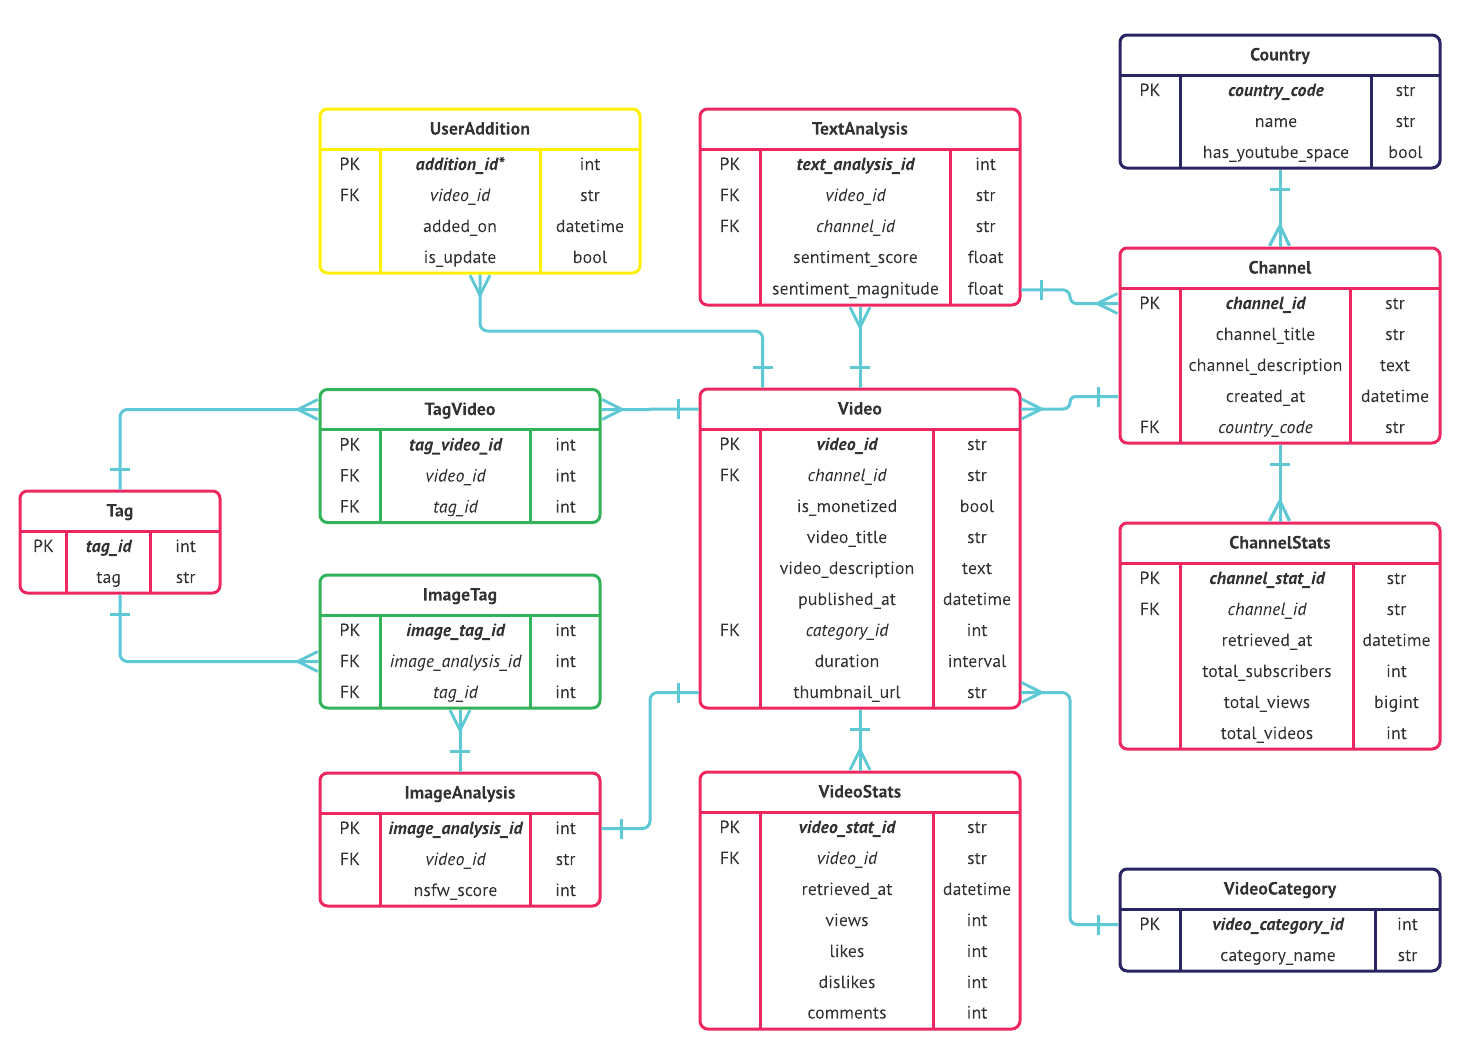 Country
PK country_code str
name str
has_youtube_space bool
UserAddition
PK addition_id* int
FK video_id str
added_on datetime
is_update bool
TextAnalysis
PK text_analysis_id int
FK video_id str
FK channel_id str
sentiment_score float
sentiment_magnitude float
Channel
PK channel_id str
channel_title str
channel_description text
created_at datetime
FK country_code str
TagVideo
PK tag_video_id int
FK video_id int
FK tag_id int
Video
PK video_id str
FK channel_id str
is_monetized bool
video_title str
video_description text
published_at datetime
FK category_id int
duration interval
thumbnail_url str
Tag
PK tag_id int
tag str
ChannelStats
PK channel_stat_id str
FK channel_id str
retrieved_at datetime
total_subscribers int
total_views bigint
total_videos int
ImageTag
PK image_tag_id int
FK image_analysis_id int
FK tag_id int
ImageAnalysis
PK image_analysis_id int
FK video_id str
nsfw_score int
VideoStats
PK video_stat_id str
FK video_id str
retrieved_at datetime
views int
likes int
dislikes int
comments int
VideoCategory
PK video_category_id int
category_name str